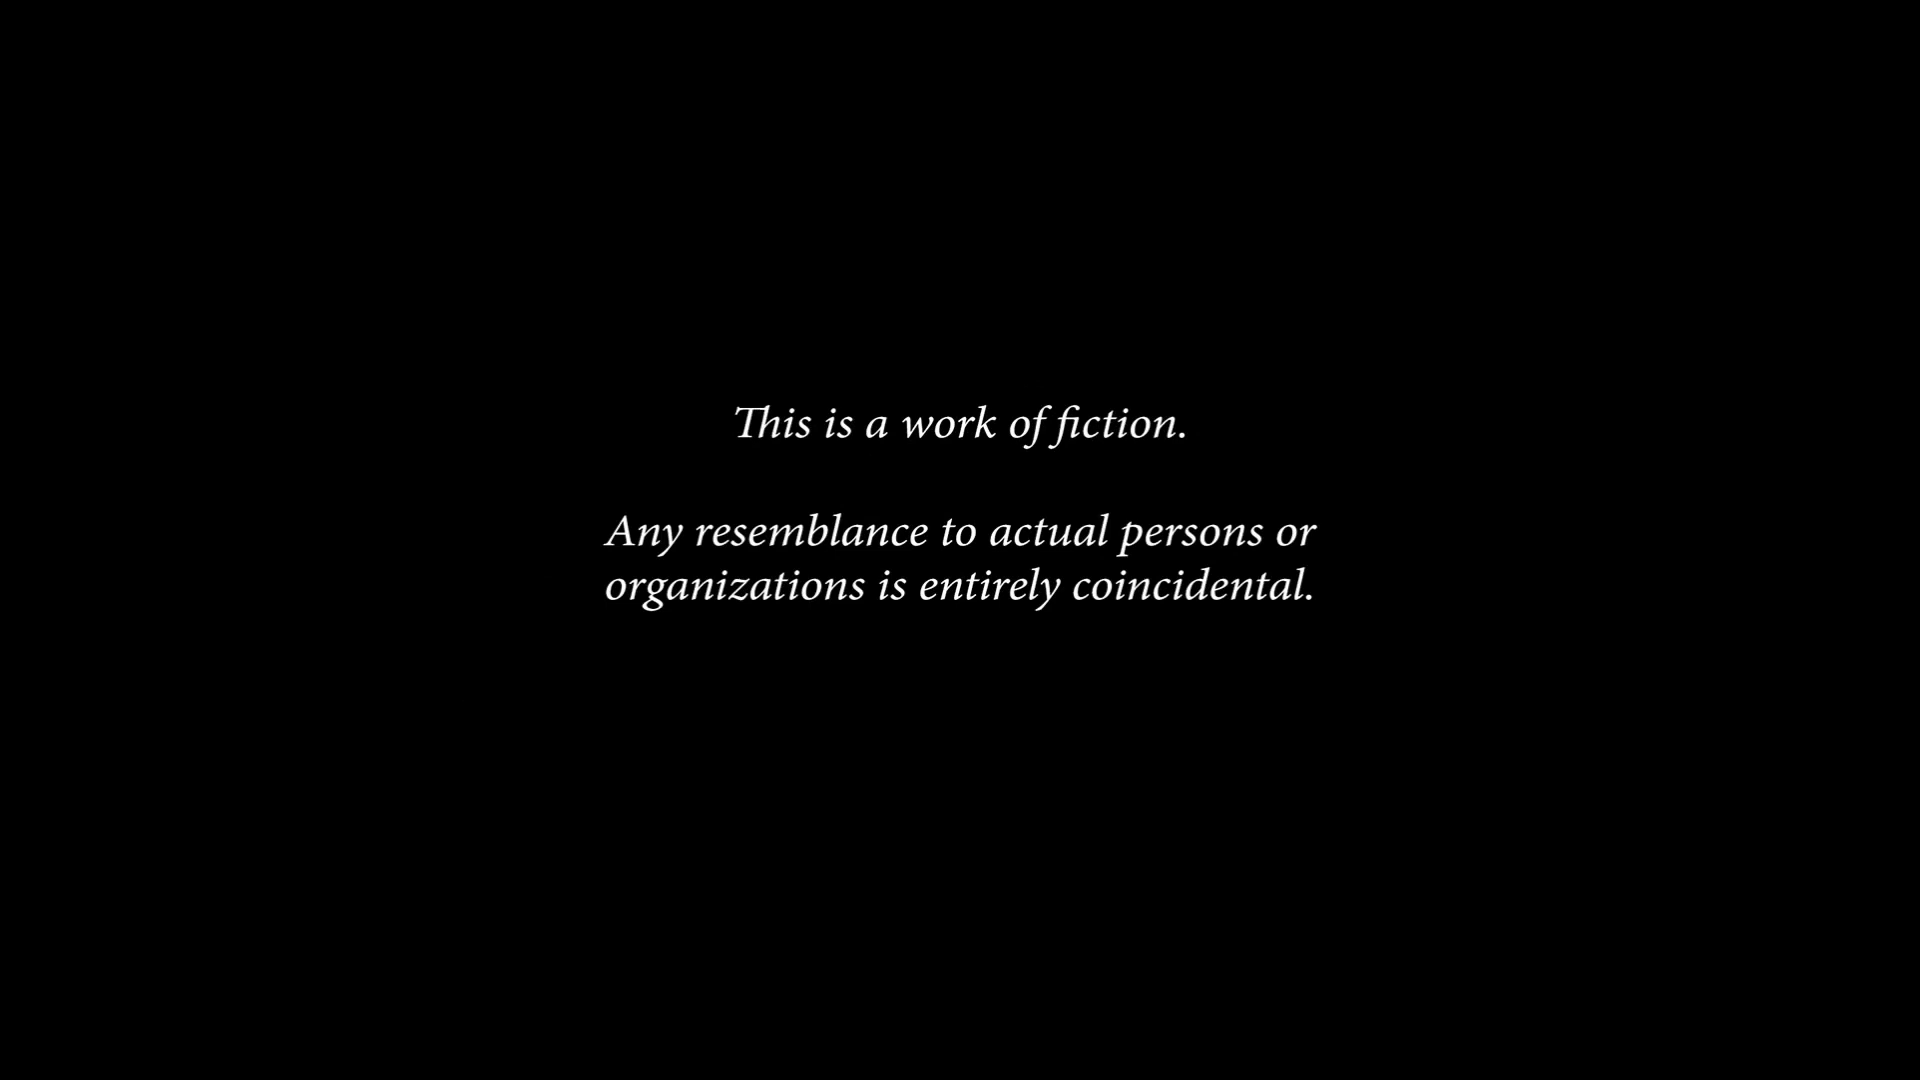 This is a work of fiction.
Any resemblance to actual persons or
organizations is entirely coincidental.